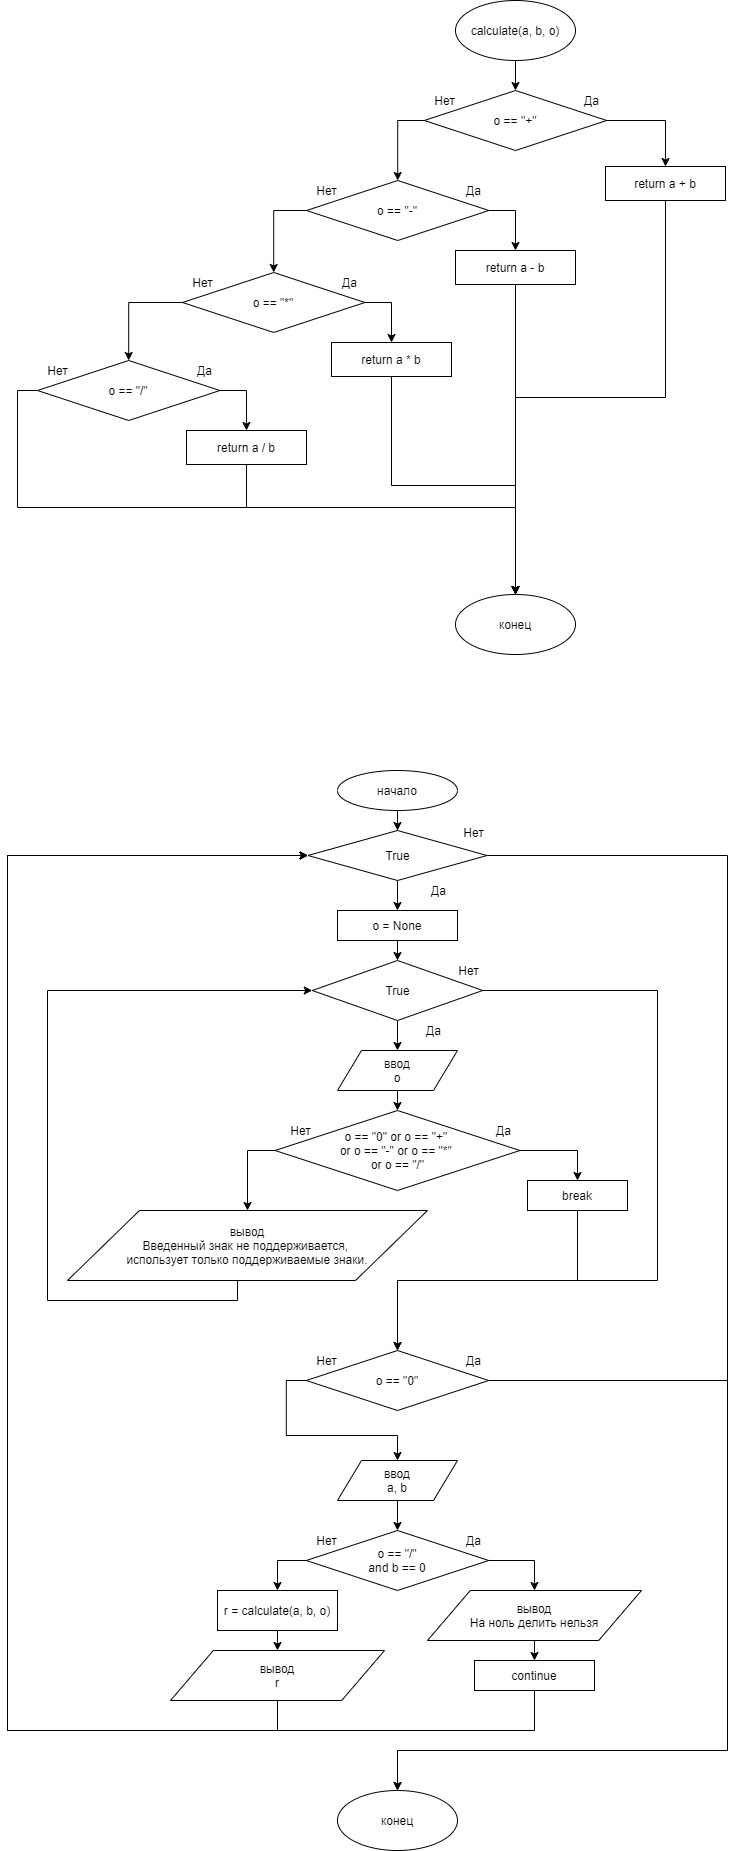 calculate(a, b, o)
Нет
Да
o == "+"
return a + b
Нет
Да
o == "-"
return a - b
Нет
Да
o == "*"
return a * b
Нет
Да
o == "/"
return a / b
конец
начало
Нет
True
Да
o = None
Нет
True
Да
ввод
o
Нет
Да
o == "0" or o == "+"
or o == "-" or o == "*"
or o == "/"
break
вывод
Введенный знак не поддерживается,
использует только поддерживаемые знаки.
Нет
Да
o == "0"
ввод
a, b
Нет
Да
o == "/"
and b == 0
r = calculate(a, b, o)
вывод
На ноль делить нельзя
вывод
r
continue
конец